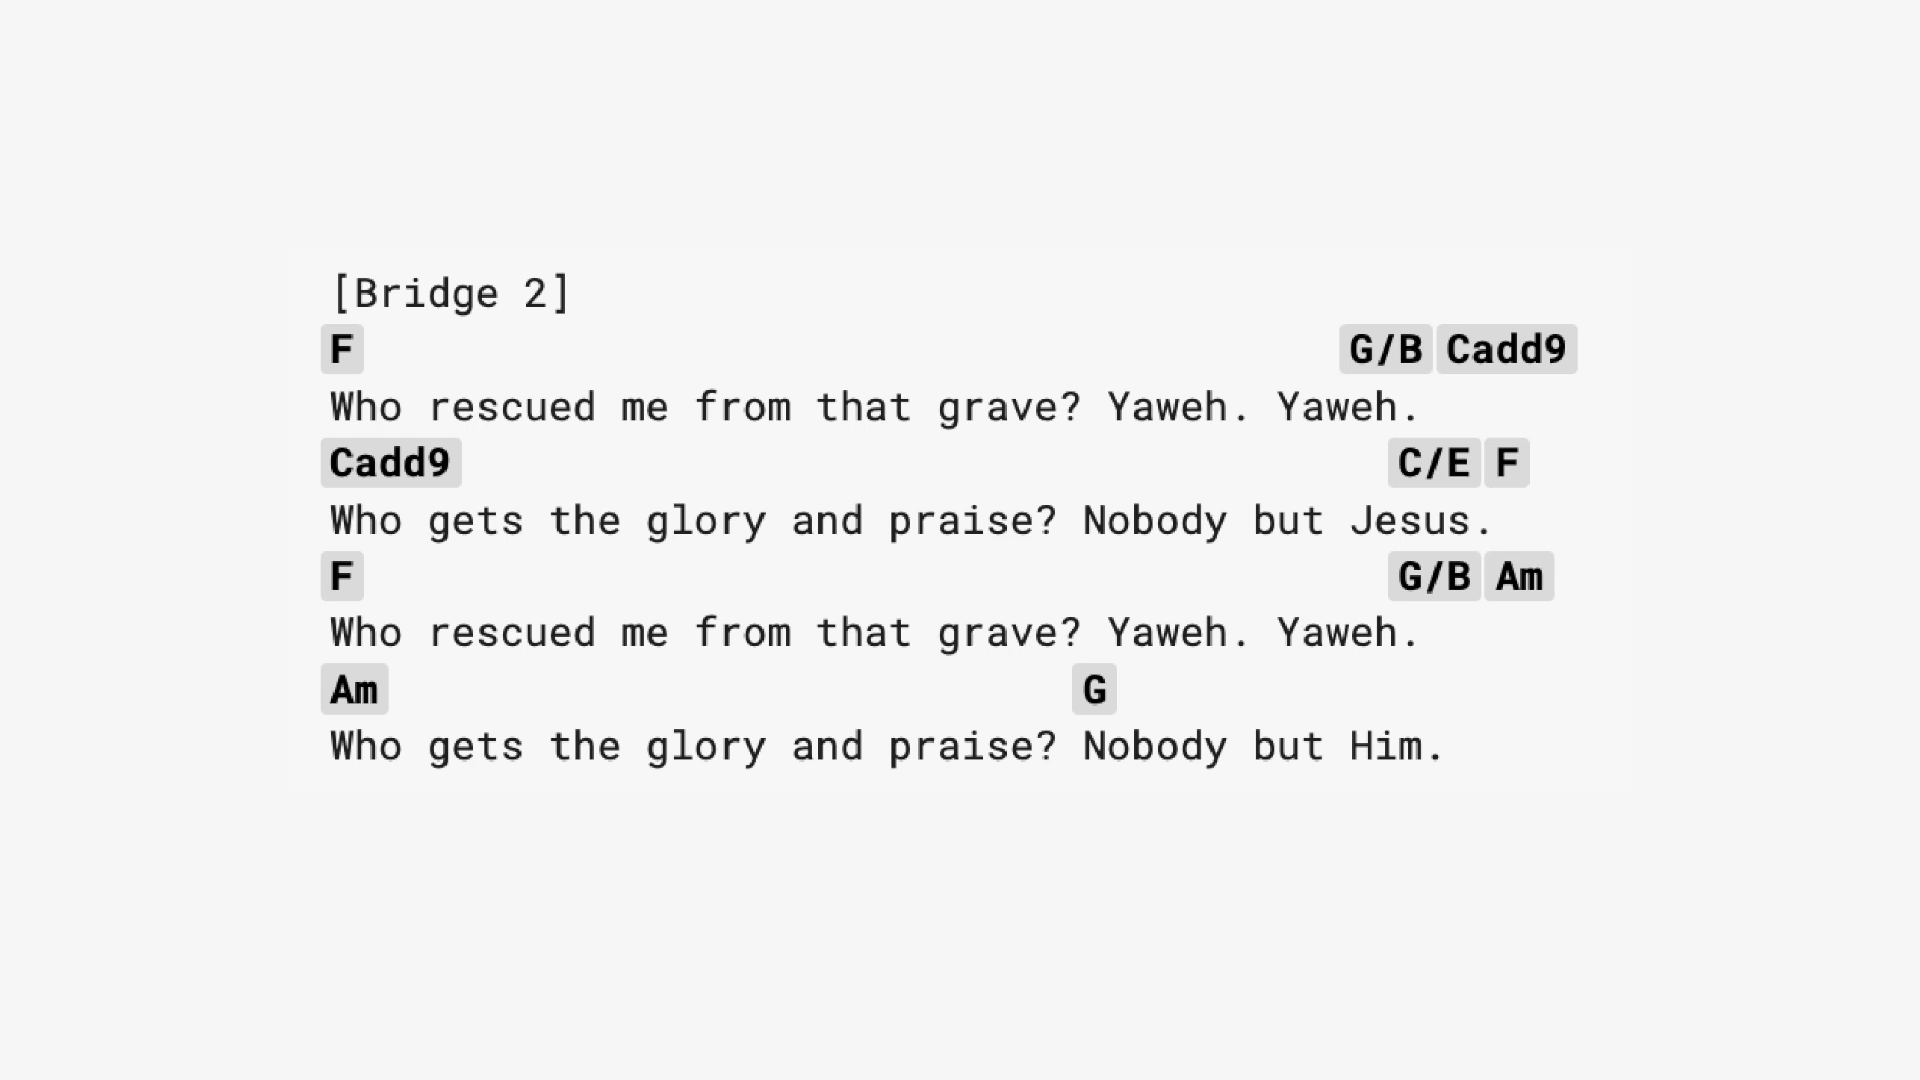 [Bridge 2]
F G/B Cadd9
Who rescued me from that grave? Yaweh. Yaweh.
Cadd9 C/E F
Who gets the glory and praise? Nobody but Jesus.
F G/B Am
Who rescued me from that grave? Yaweh. Yaweh.
Am G
Who gets the glory and praise? Nobody but Him.